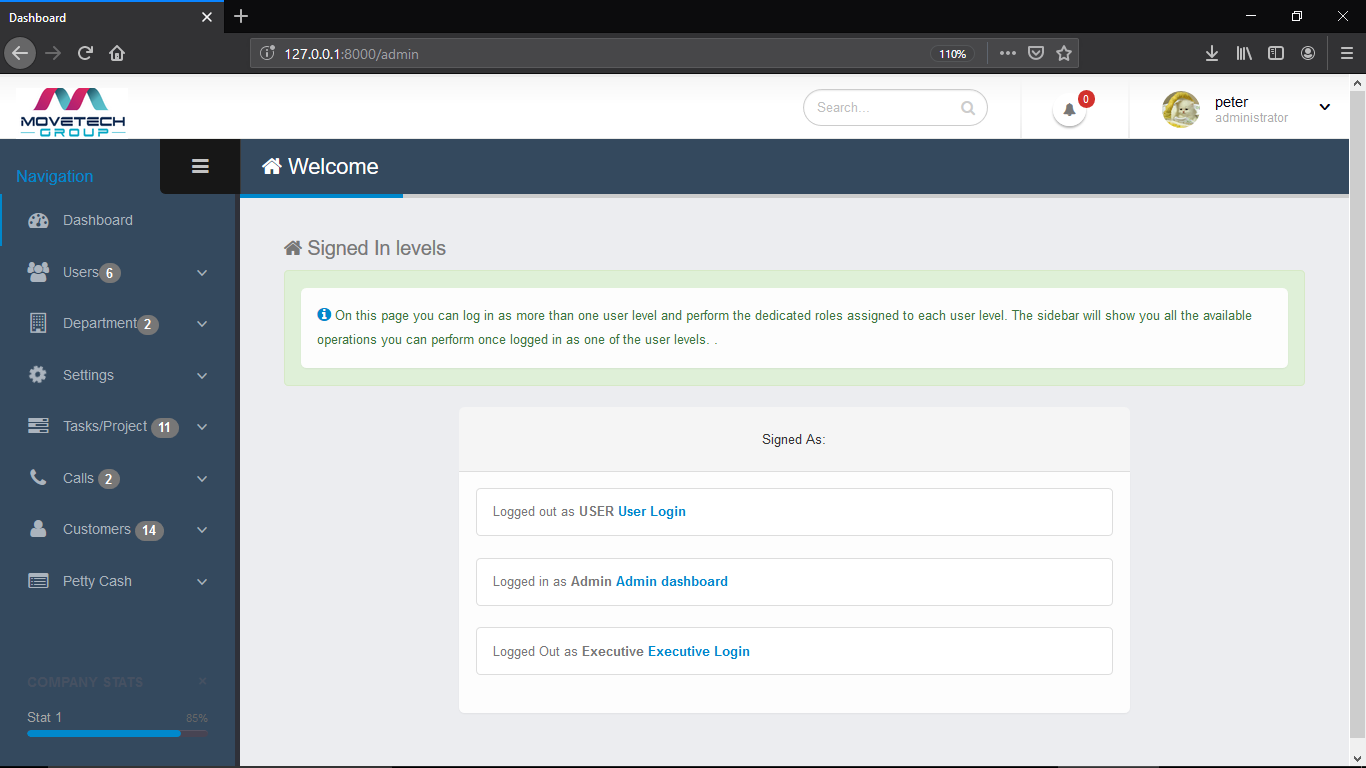 Dashboard
127.0.0.1:8000/admin
110%
MOVETECH
GROUP
Search...
0
peter
administrator
Navigation
Welcome
Dashboard
Users 6
Department 2
Settings
Tasks/Project 11
Calls 2
Customers 14
Petty Cash
COMPANY STATS
Stat 1
85%
Signed In levels
On this page you can log in as more than one user level and perform the dedicated roles assigned to each user level. The sidebar will show you all the available
operations you can perform once logged in as one of the user levels. .
Signed As:
Logged out as USER User Login
Logged in as Admin Admin dashboard
Logged Out as Executive Executive Login